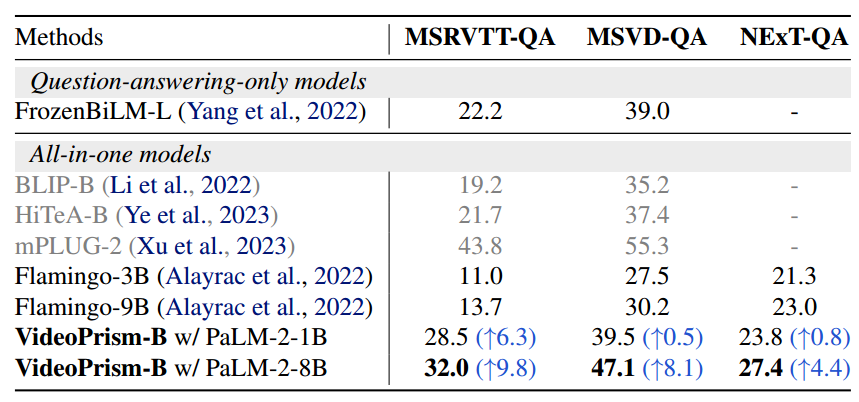 Methods MSRVTT-QA MSVD-QA NExT-QA
Question-answering-only models
FrozenBiLM-L (Yang et al., 2022) 22.2 39.0 -
All-in-one models
BLIP-B (Li et al., 2022) 19.2 35.2 -
HiTeA-B (Ye et al., 2023) 21.7 37.4 -
mPLUG-2 (Xu et al., 2023) 43.8 55.3 -
Flamingo-3B (Alayrac et al., 2022) 11.0 27.5 21.3
Flamingo-9B (Alayrac et al., 2022) 13.7 30.2 23.0
VideoPrism-B w/ PaLM-2-1B 28.5 (↑6.3) 39.5 (↑0.5) 23.8 (↑0.8)
VideoPrism-B w/ PaLM-2-8B 32.0 (↑9.8) 47.1 (↑8.1) 27.4 (↑4.4)